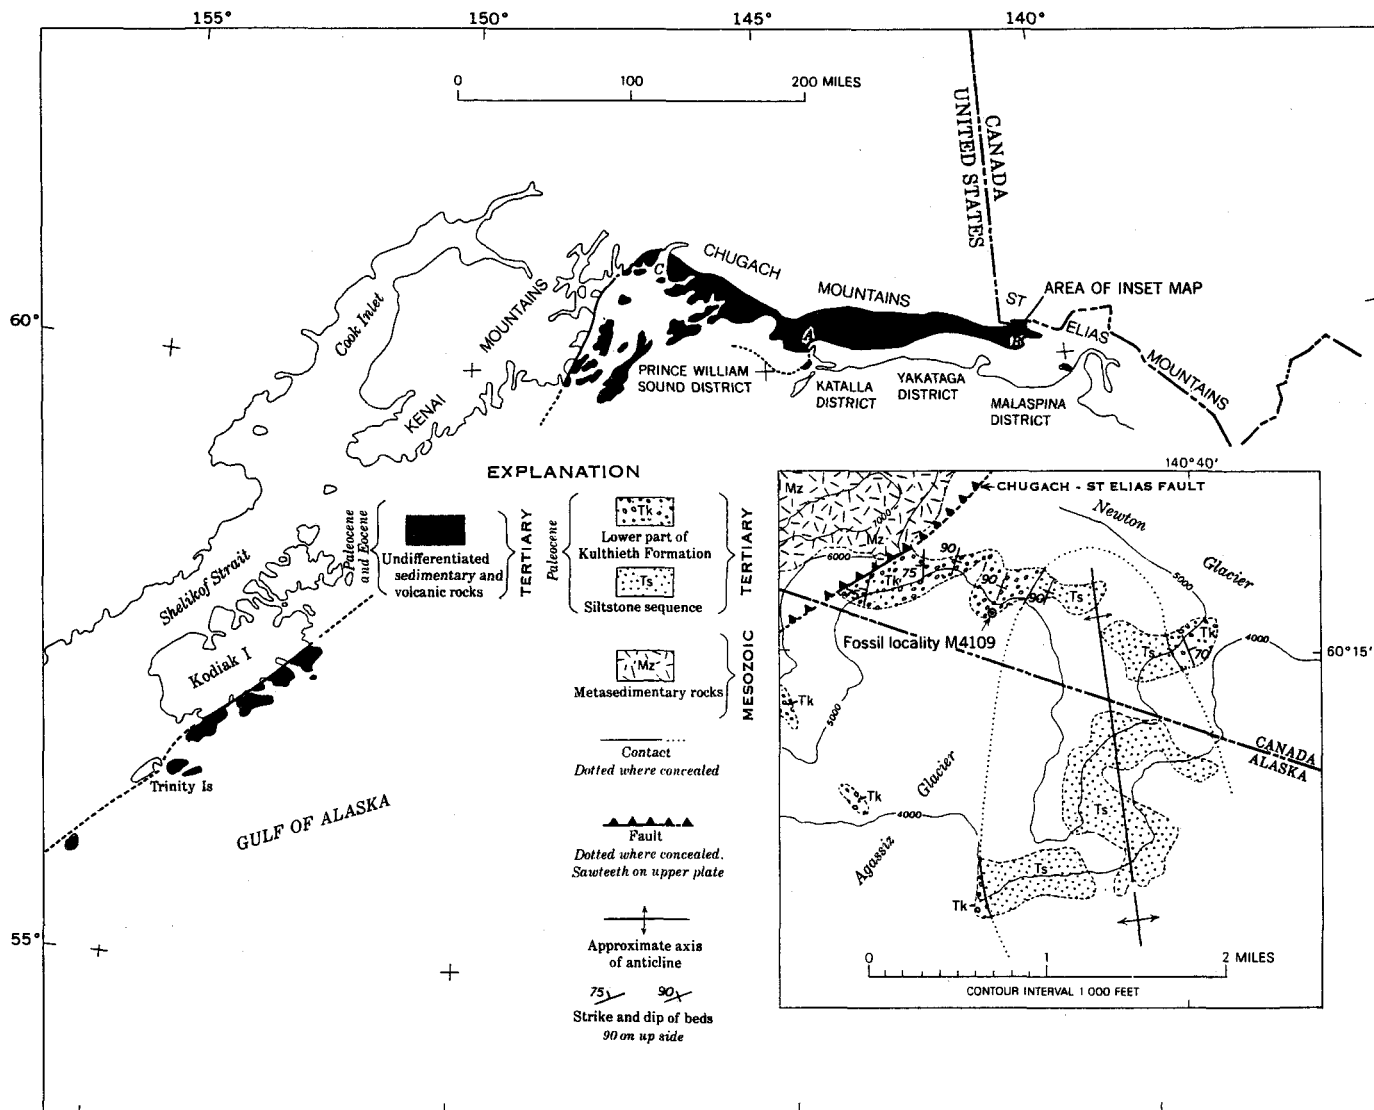 155°
150°
145°
140°
0 100 200 MILES
CANADA
UNITED STATES
CHUGACH
MOUNTAINS
ST
ELIAS
MOUNTAINS
AREA OF INSET MAP
60°
Cook Inlet
KENAI
MOUNTAINS
C
A
B
PRINCE WILLIAM
SOUND DISTRICT
KATALLA
DISTRICT
YAKATAGA
DISTRICT
MALASPINA
DISTRICT
Shelikof Strait
Kodiak I
Trinity Is
GULF OF ALASKA
55°
EXPLANATION
Paleocene
and Eocene
Undifferentiated
sedimentary and
volcanic rocks
TERTIARY
Paleocene
Tk
Lower part of
Kulthieth Formation
Ts
Siltstone sequence
TERTIARY
Mz
Metasedimentary rocks
MESOZOIC
Contact
Dotted where concealed
Fault
Dotted where concealed.
Sawteeth on upper plate
Approximate axis
of anticline
75 90
Strike and dip of beds
90 on up side
140°40'
CHUGACH - ST ELIAS FAULT
Mz
7000
Mz
6000
Newton
Glacier
5000
4000
90
75
Tk
75
90
90
Ts
Tk
Ts
70
60°15'
Fossil locality M4109
Tk
5000
CANADA
ALASKA
Tk
4000
Agassiz
Glacier
Ts
Ts
Tk
0 1 2 MILES
CONTOUR INTERVAL 1 000 FEET